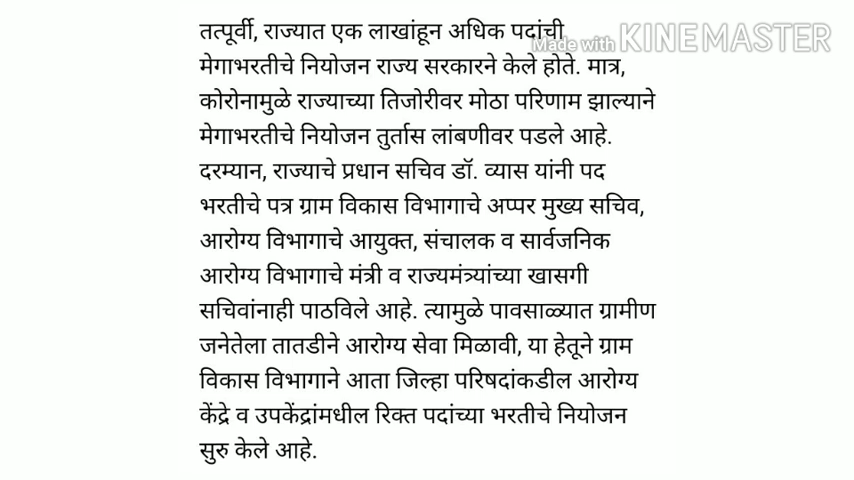 तत्पूर्वी, राज्यात एक लाखांहून अधिक पदांची
Made with KINEMASTER
मेगाभरतीचे नियोजन राज्य सरकारने केले होते. मात्र,
कोरोनामुळे राज्याच्या तिजोरीवर मोठा परिणाम झाल्याने
मेगाभरतीचे नियोजन तुर्तास लांबणीवर पडले आहे.
दरम्यान, राज्याचे प्रधान सचिव डॉ. व्यास यांनी पद
भरतीचे पत्र ग्राम विकास विभागाचे अप्पर मुख्य सचिव,
आरोग्य विभागाचे आयुक्त, संचालक व सार्वजनिक
आरोग्य विभागाचे मंत्री व राज्यमंत्र्यांच्या खासगी
सचिवांनाही पाठविले आहे. त्यामुळे पावसाळ्यात ग्रामीण
जनेतेला तातडीने आरोग्य सेवा मिळावी, या हेतूने ग्राम
विकास विभागाने आता जिल्हा परिषदांकडील आरोग्य
केंद्रे व उपकेंद्रांमधील रिक्त पदांच्या भरतीचे नियोजन
सुरु केले आहे.